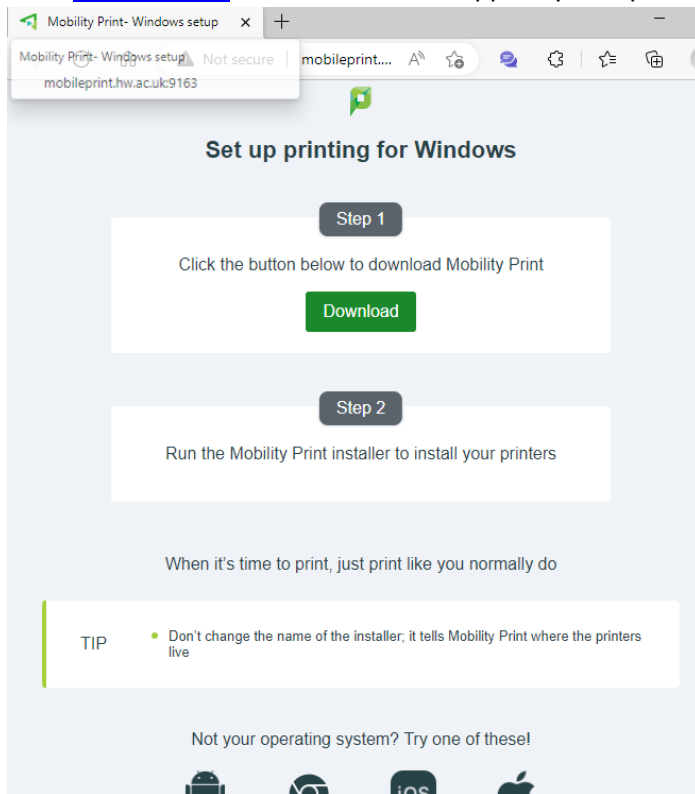 Mobility Print- Windows setup
Mobility Print- Windows setup
Not secure
mobileprint....
mobileprint.hw.ac.uk:9163
Set up printing for Windows
Step 1
Click the button below to download Mobility Print
Download
Step 2
Run the Mobility Print installer to install your printers
When it's time to print, just print like you normally do
TIP
Don't change the name of the installer; it tells Mobility Print where the printers
live
Not your operating system? Try one of these!
iOS